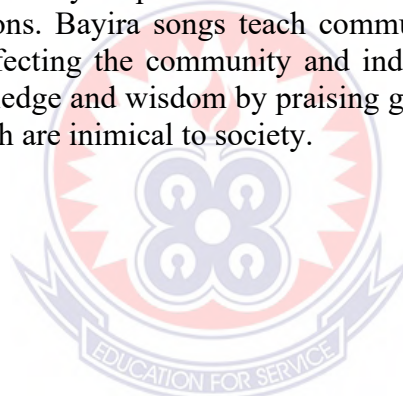 ons. Bayira songs teach commu
fecting the community and ind
ledge and wisdom by praising g
h are inimical to society.
EDUCATION FOR SERVICE